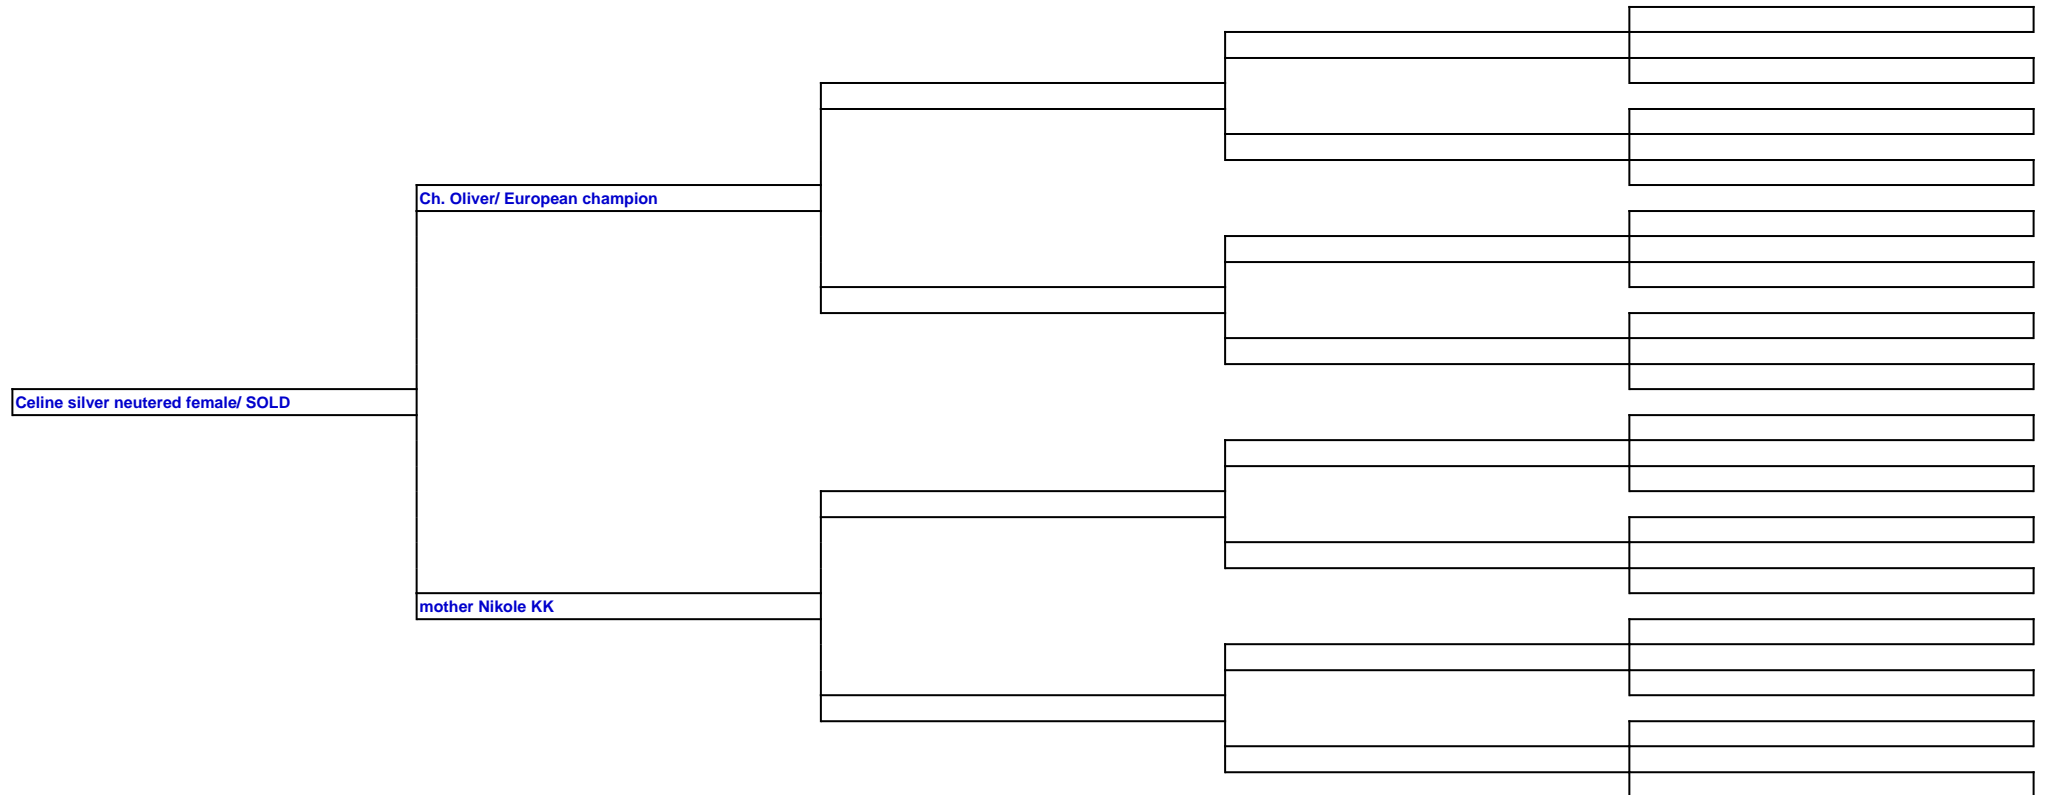 Ch. Oliver/ European champion
Celine silver neutered female/ SOLD
mother Nikole KK